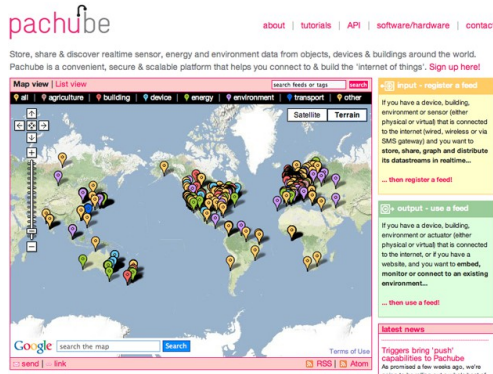 pachube
about | tutorials | API | software/hardware | contac
Store, share & discover realtime sensor, energy and environment data from objects, devices & buildings around the world.
Pachube is a convenient, secure & scalable platform that helps you connect to & build the 'internet of things'. Sign up here!
Map view | List view
search feeds or tags
search
all | agriculture | building | device | energy | environment | transport | other
Satellite
Terrain
Google
search the map
Search
Terms of Use
send | link
RSS | Atom
input - register a feed
If you have a device, building,
environment or sensor (either
physical or virtual) that is connected
to the internet (wired, wireless or via
SMS gateway) and you want to
store, share, graph and distribute
its datastreams in realtime...
... then register a feed!
output - use a feed
If you have a device, building,
environment or actuator (either
physical or virtual) that is connected
to the internet, or if you have a
website, and you want to embed,
monitor or connect to an existing
environment...
... then use a feed!
latest news
Triggers bring 'push'
capabilities to Pachube
As promised a few weeks ago, we're